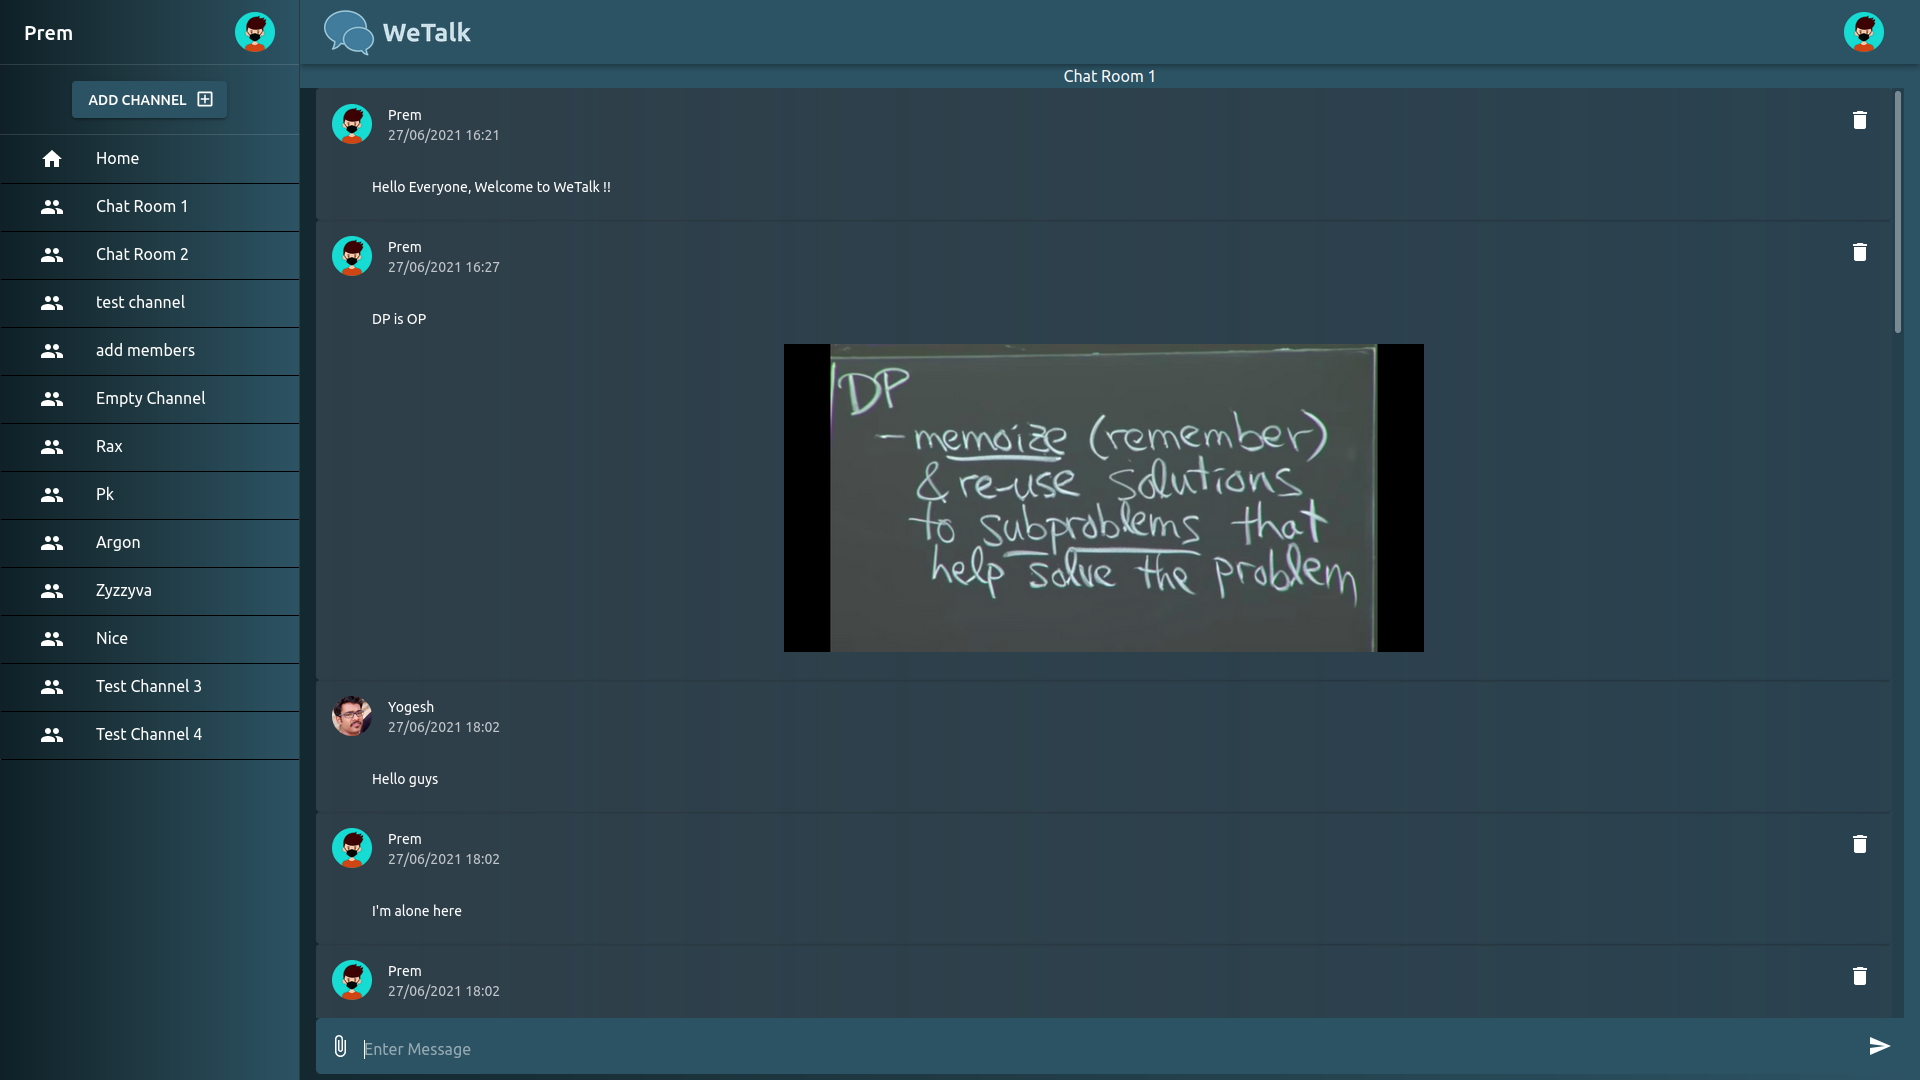 Prem
WeTalk
Chat Room 1
ADD CHANNEL
Home
Chat Room 1
Chat Room 2
test channel
add members
Empty Channel
Rax
Pk
Argon
Zyzzyva
Nice
Test Channel 3
Test Channel 4
Prem
27/06/2021 16:21
Hello Everyone, Welcome to WeTalk !!
Prem
27/06/2021 16:27
DP is OP
DP
- memoize (remember)
& re-use solutions
to subproblems that
help solve the problem
Yogesh
27/06/2021 18:02
Hello guys
Prem
27/06/2021 18:02
I'm alone here
Prem
27/06/2021 18:02
Enter Message